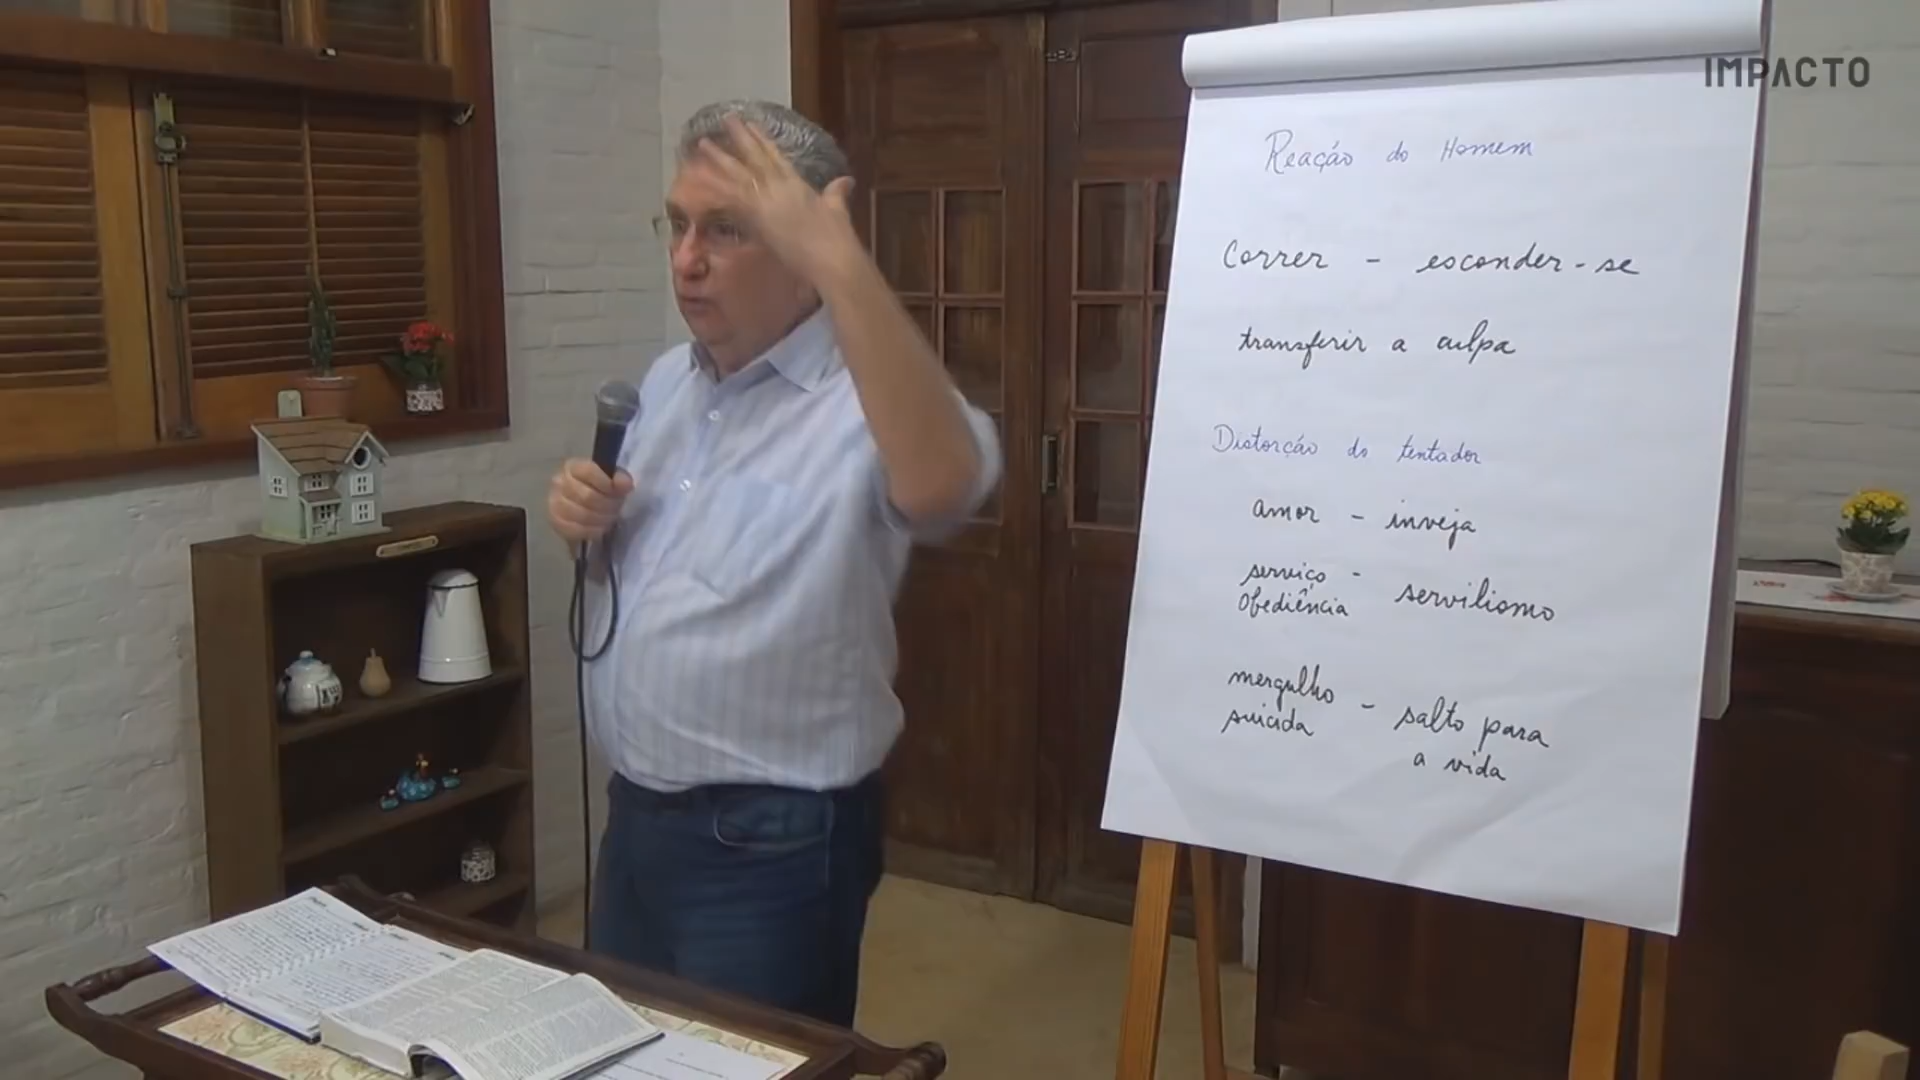 IMPACTO
Reação do Homem
Correr - esconder-se
transferir a culpa
Distorção do tentador
amor - inveja
serviço - servilismo
Obediência
mergulho - salto para
suicida a vida